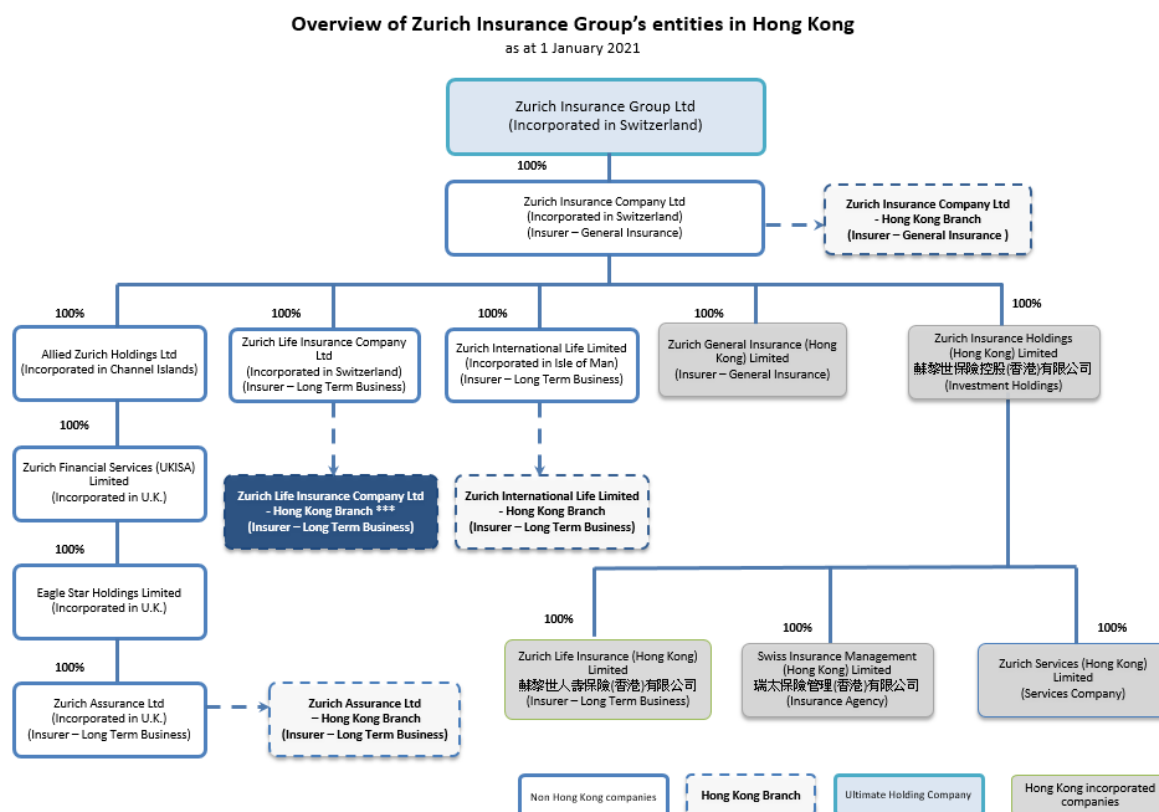 Overview of Zurich Insurance Group's entities in Hong Kong
as at 1 January 2021
Zurich Insurance Group Ltd
(Incorporated in Switzerland)
100%
Zurich Insurance Company Ltd
(Incorporated in Switzerland)
(Insurer – General Insurance)
Zurich Insurance Company Ltd
- Hong Kong Branch
(Insurer – General Insurance )
100%
100%
100%
100%
100%
Allied Zurich Holdings Ltd
(Incorporated in Channel Islands)
Zurich Life Insurance Company
Ltd
(Incorporated in Switzerland)
(Insurer – Long Term Business)
Zurich International Life Limited
(Incorporated in Isle of Man)
(Insurer – Long Term Business)
Zurich General Insurance (Hong
Kong) Limited
(Insurer – General Insurance)
Zurich Insurance Holdings
(Hong Kong) Limited
蘇黎世保險控股(香港)有限公司
(Investment Holdings)
100%
Zurich Financial Services (UKISA)
Limited
(Incorporated in U.K.)
Zurich Life Insurance Company Ltd
- Hong Kong Branch ***
(Insurer – Long Term Business)
Zurich International Life Limited
- Hong Kong Branch
(Insurer – Long Term Business)
100%
Eagle Star Holdings Limited
(Incorporated in U.K.)
100%
100%
100%
100%
Zurich Assurance Ltd
(Incorporated in U.K.)
(Insurer – Long Term Business)
Zurich Assurance Ltd
– Hong Kong Branch
(Insurer – Long Term Business)
Zurich Life Insurance (Hong Kong)
Limited
蘇黎世人壽保險(香港)有限公司
(Insurer – Long Term Business)
Swiss Insurance Management
(Hong Kong) Limited
瑞太保險管理(香港)有限公司
(Insurance Agency)
Zurich Services (Hong Kong)
Limited
(Services Company)
Non Hong Kong companies
Hong Kong Branch
Ultimate Holding Company
Hong Kong incorporated
companies